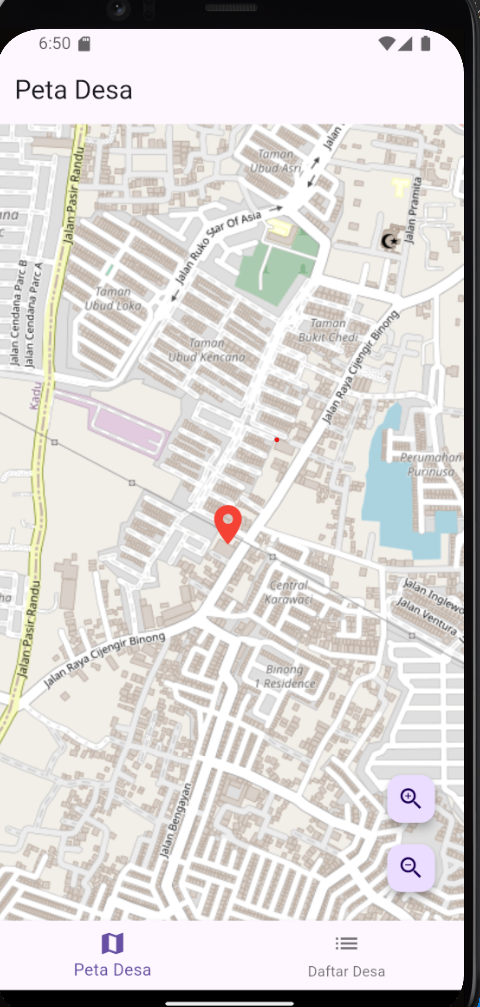 6:50
Peta Desa
Jalan Pasir Randu
Taman
Ubud Asri
Jalan Ruko Star Of Asia
Jalan Pramita
Jalan Cendana Parc B
Jalan Cendana Parc A
Taman
Ubud Loka
Taman
Ubud Kencana
Taman
Bukit Chedi
Jalan Raya Cijengir Binong
Kadu
Perumahan
Purinusa
Central
Karawaci
Jalan Inglewo
Jalan Ventura
Jalan Pasir Randu
Jalan Raya Cijengir Binong
Binong
1 Residence
Jalan Bengayan
Peta Desa
Daftar Desa